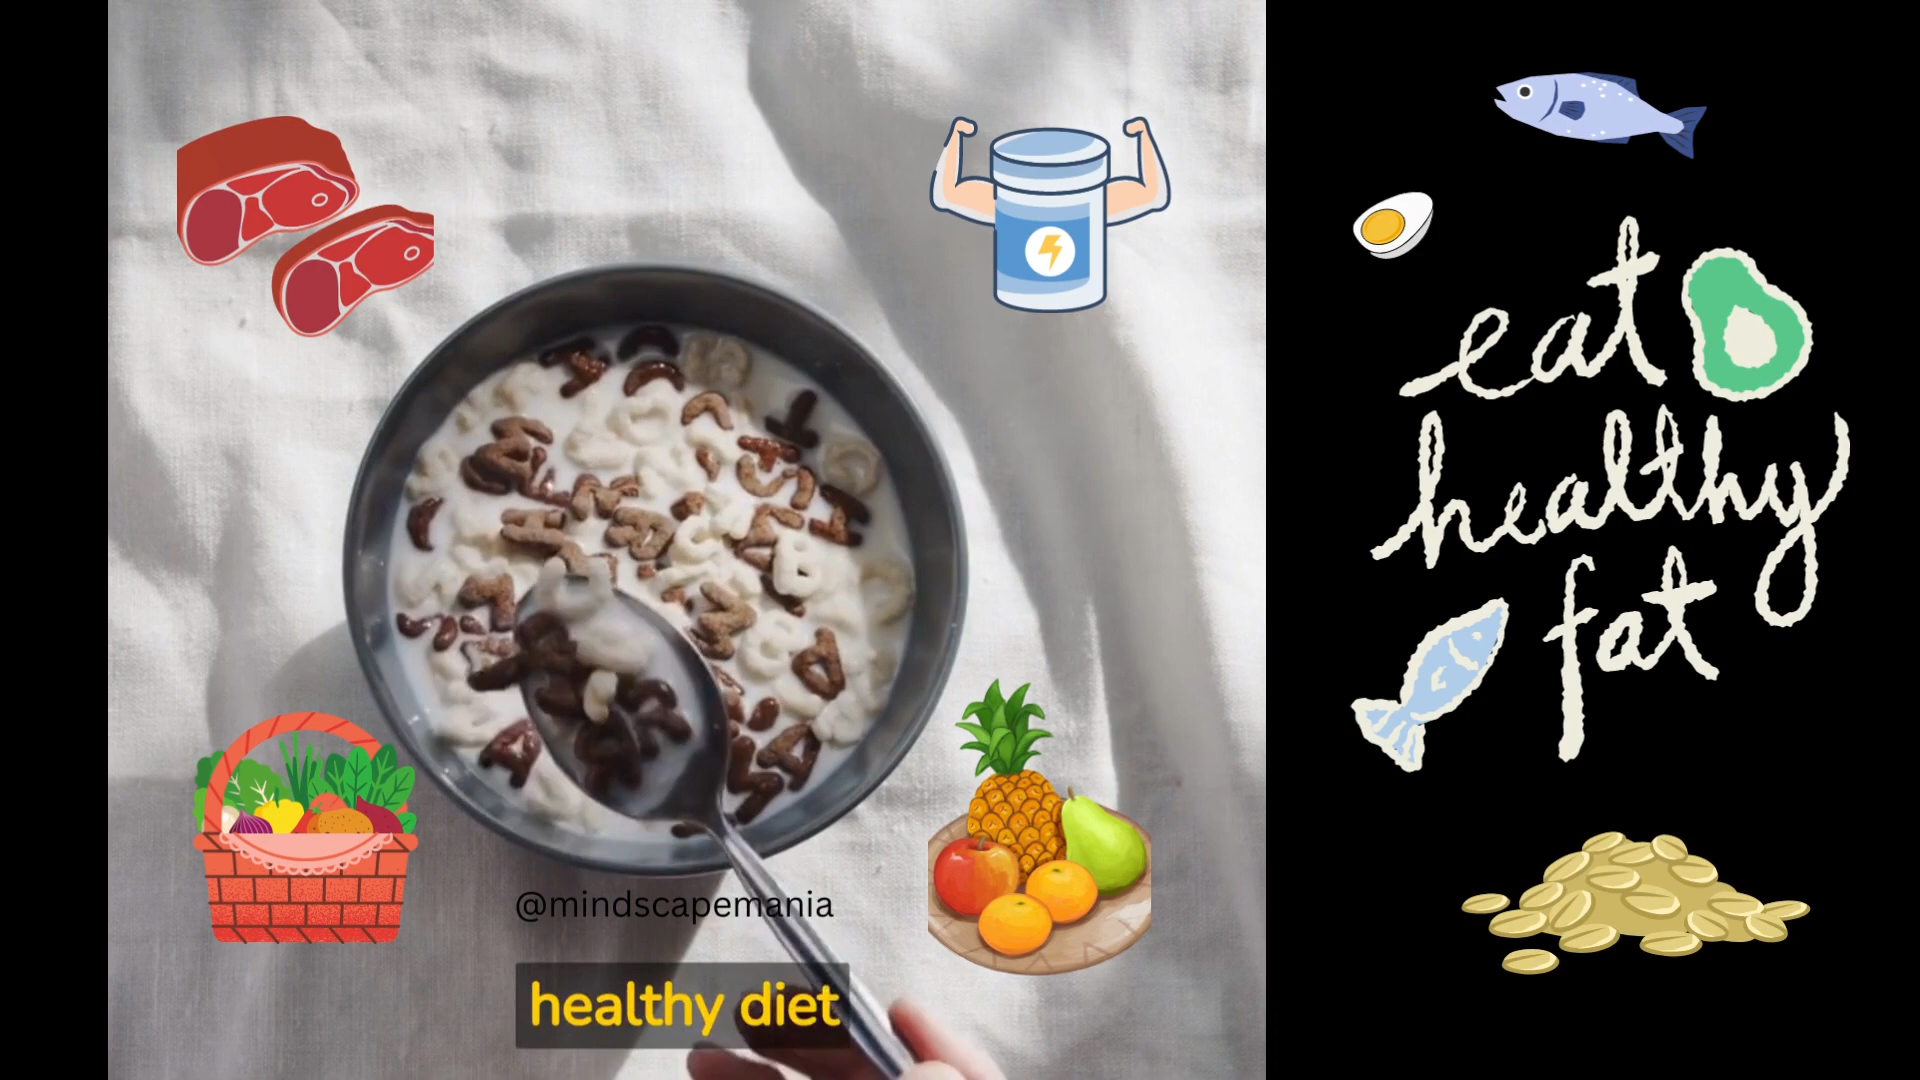 eat
healthy
fat
@mindscapemania
healthy diet